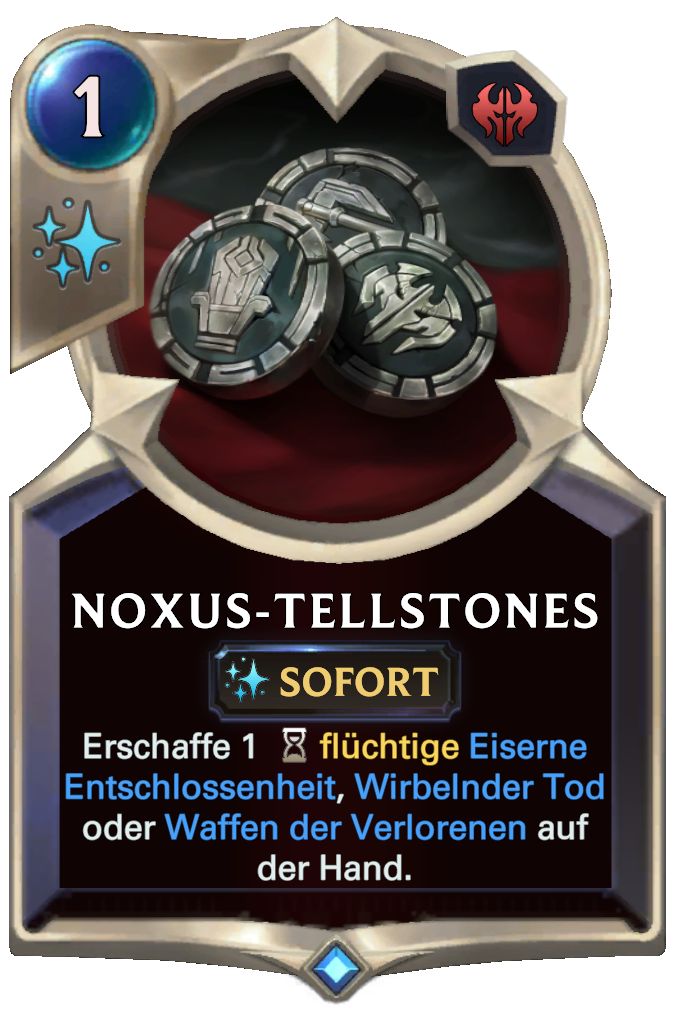 1
NOXUS-TELLSTONES
SOFORT
Erschaffe 1 flüchtige Eiserne
Entschlossenheit, Wirbelnder Tod
oder Waffen der Verlorenen auf
der Hand.